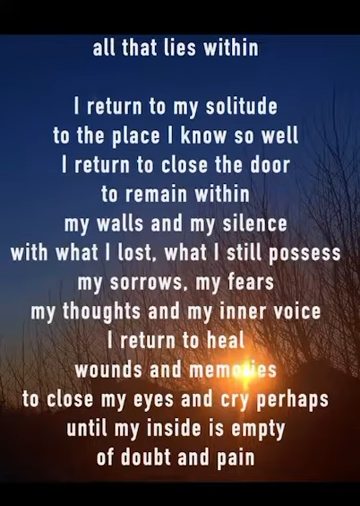 all that lies within
I return to my solitude
to the place I know so well
I return to close the door
to remain within
my walls and my silence
with what I lost, what I still possess
my sorrows, my fears
my thoughts and my inner voice
I return to heal
wounds and memories
to close my eyes and cry perhaps
until my inside is empty
of doubt and pain